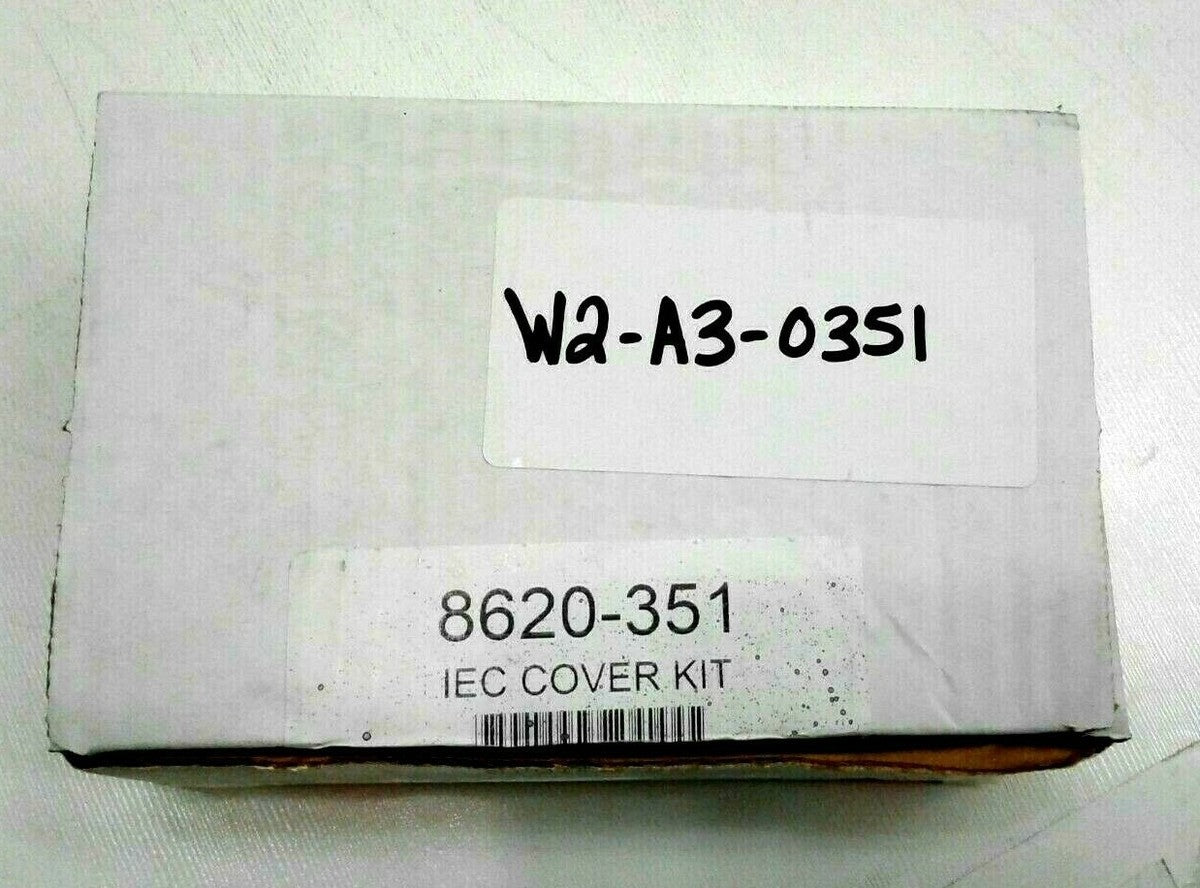 W2-A3-0351
8620-351
IEC COVER KIT